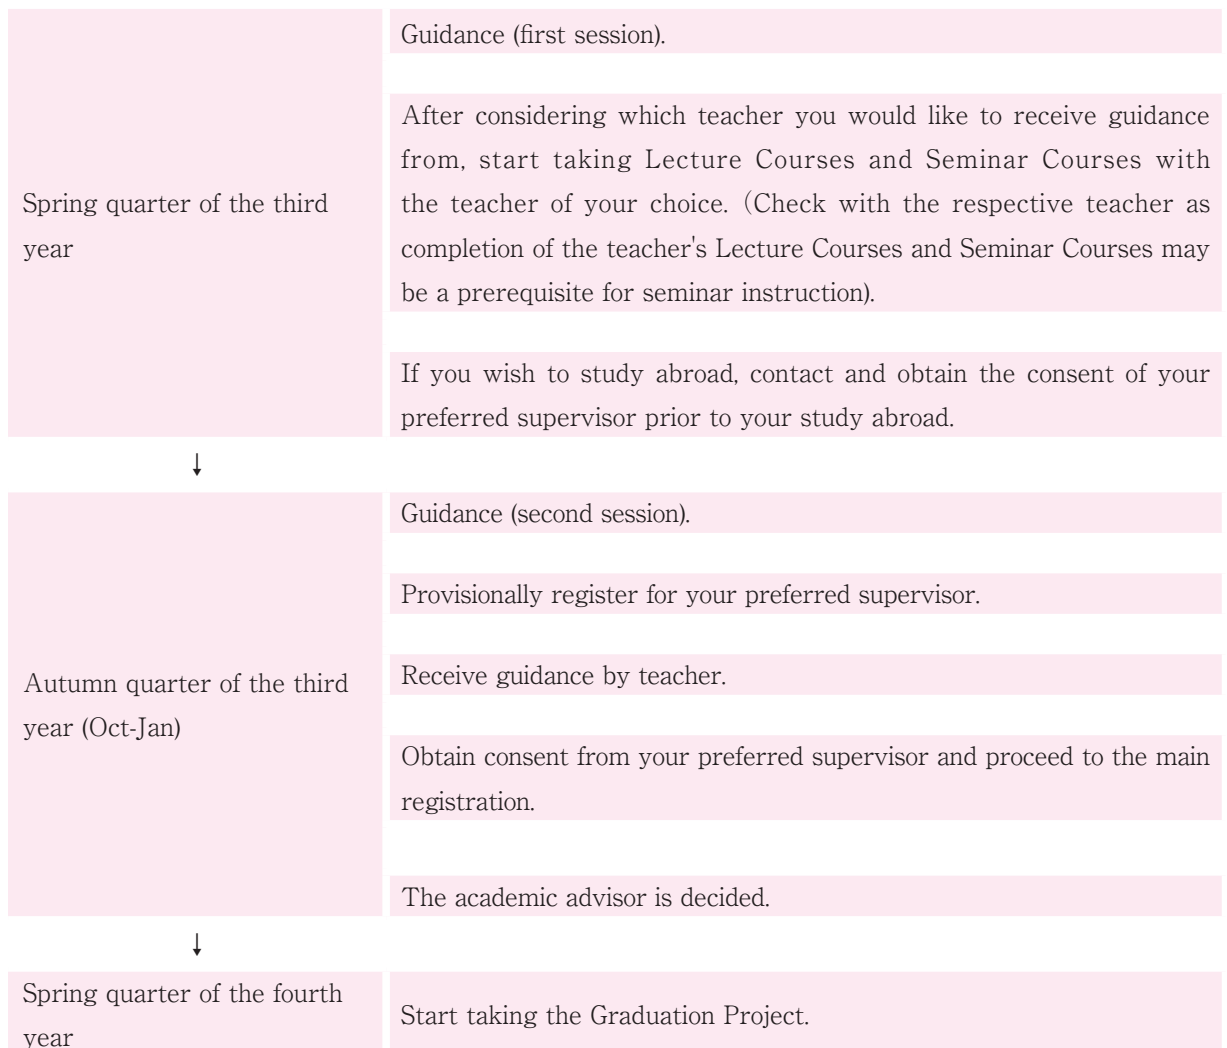 Guidance (first session).
Spring quarter of the third
year
After considering which teacher you would like to receive guidance
from, start taking Lecture Courses and Seminar Courses with
the teacher of your choice. （Check with the respective teacher as
completion of the teacher's Lecture Courses and Seminar Courses may
be a prerequisite for seminar instruction).
If you wish to study abroad, contact and obtain the consent of your
preferred supervisor prior to your study abroad.
↓
Autumn quarter of the third
year (Oct-Jan)
Guidance (second session).
Provisionally register for your preferred supervisor.
Receive guidance by teacher.
Obtain consent from your preferred supervisor and proceed to the main
registration.
The academic advisor is decided.
↓
Spring quarter of the fourth
year
Start taking the Graduation Project.